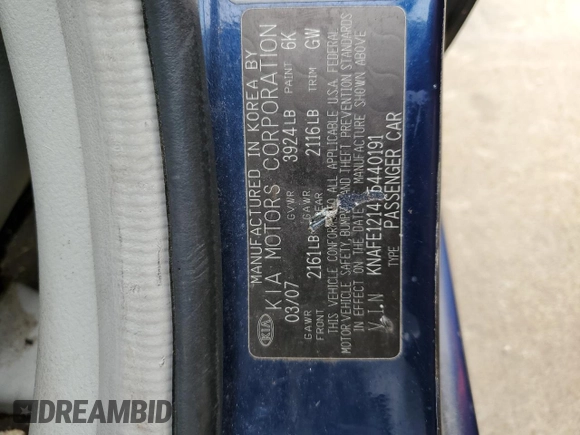 MANUFACTURED IN KOREA BY
KIA KIA MOTORS CORPORATION
03/07 GVWR 3924LB PAINT 6K
GAWR FRONT 2161LB GAWR REAR 2116LB TRIM GW
THIS VEHICLE CONFORMS TO ALL APPLICABLE U.S.A. FEDERAL
MOTOR VEHICLE SAFETY, BUMPER, AND THEFT PREVENTION STANDARDS
IN EFFECT ON THE DATE OF MANUFACTURE SHOWN ABOVE
V.I.N
TYPE PASSENGER CAR
DREAMBID